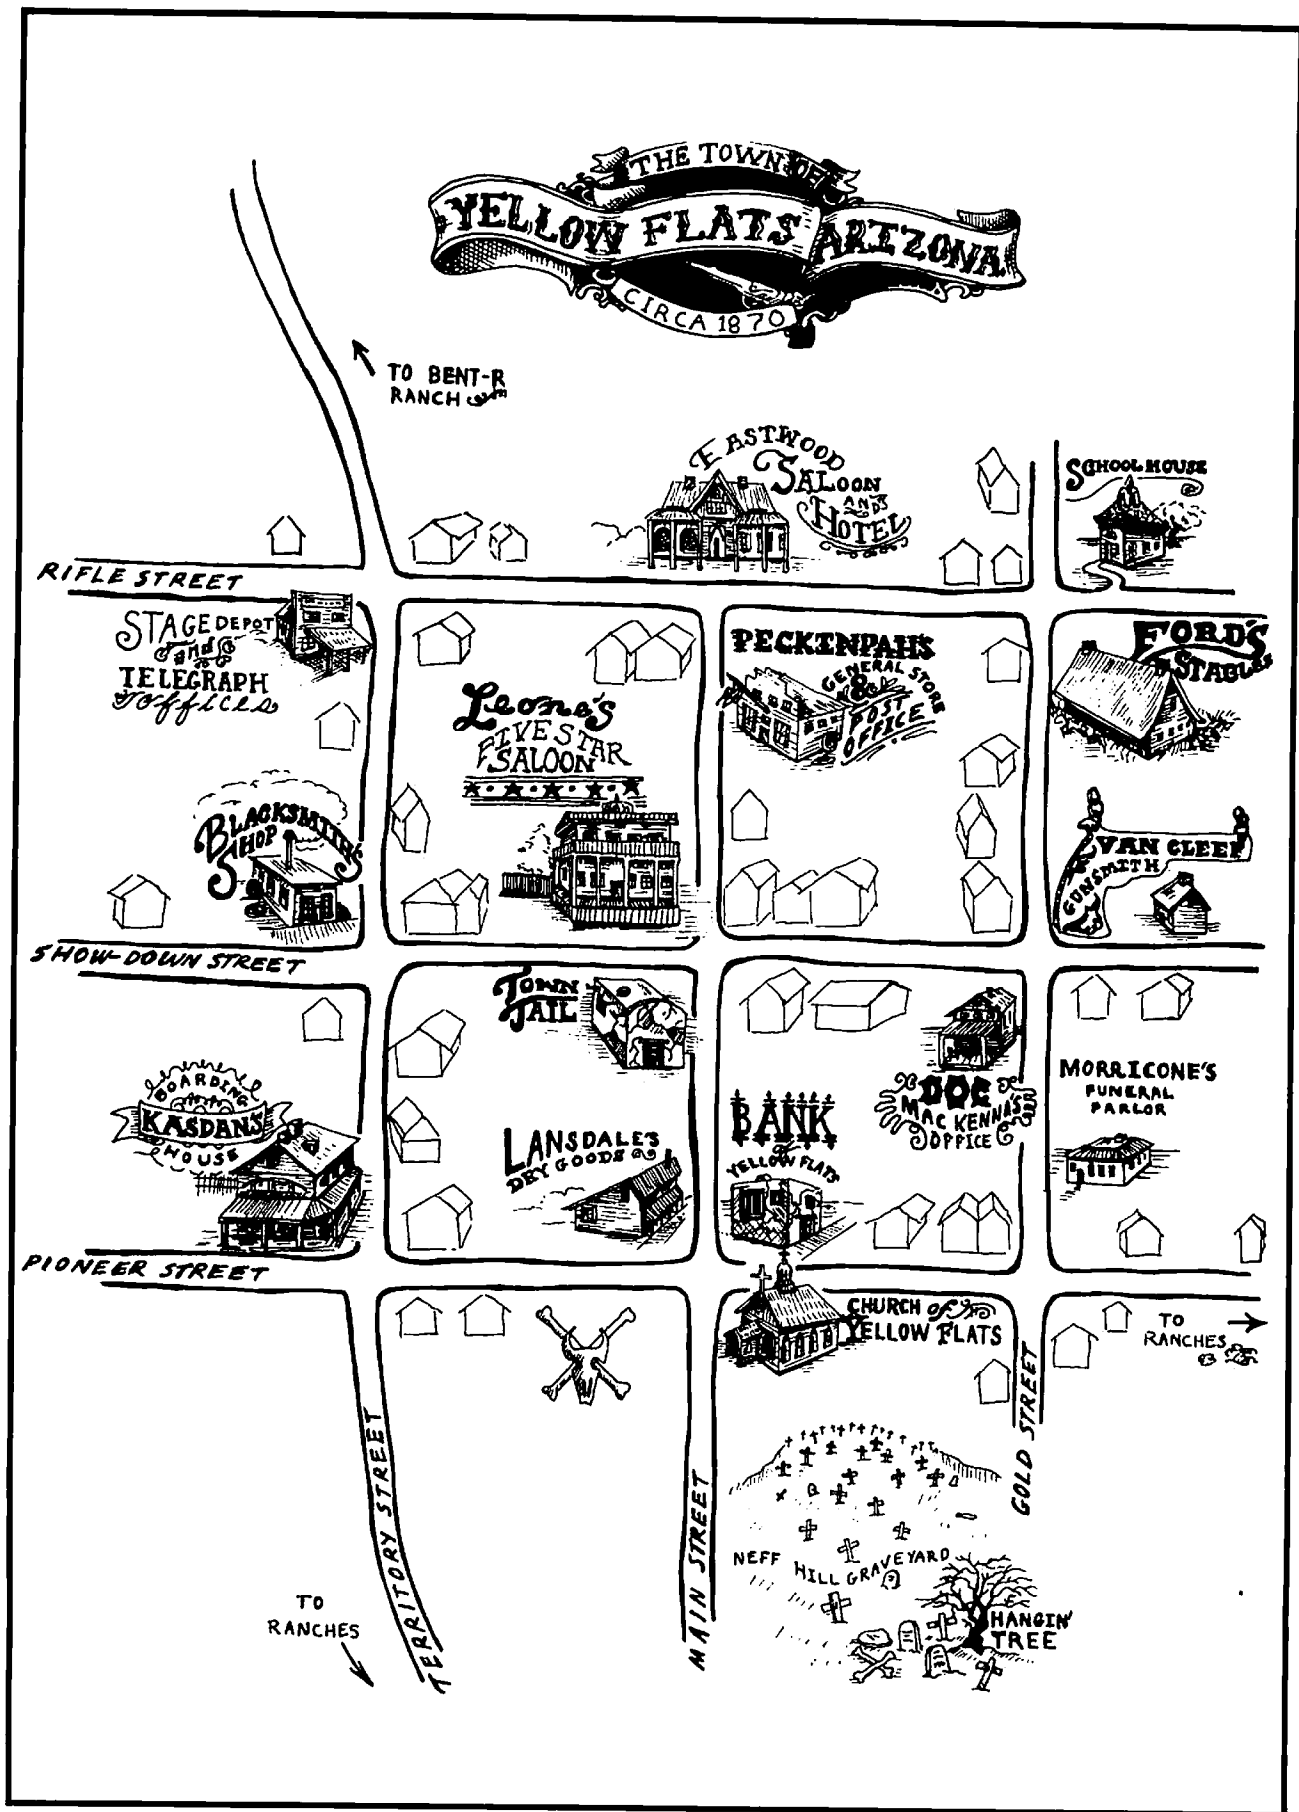 THE TOWN OF
YELLOW FLATS ARIZONA
CIRCA 1870
TO BENT-R
RANCH
EASTWOOD
SALOON
AND
HOTEL
SCHOOL HOUSE
RIFLE STREET
STAGE DEPOT
and
TELEGRAPH
offices
PECKINPAH'S
GENERAL STORE
&
POST
OFFICE
FORD'S
STABLES
Leone's
FIVE STAR
SALOON
BLACKSMITH
SHOP
VAN CLEEF
GUNSMITH
SHOW-DOWN STREET
TOWN
JAIL
BOARDING
KASDAN'S
HOUSE
LANSDALE'S
DRY GOODS
BANK
of
YELLOW FLATS
DOC
MAC KENNA'S
OFFICE
MORRICONE'S
FUNERAL
PARLOR
PIONEER STREET
CHURCH of
YELLOW FLATS
TO
RANCHES
TERRITORY STREET
MAIN STREET
GOLD STREET
NEFF HILL GRAVEYARD
HANGIN'
TREE
TO
RANCHES